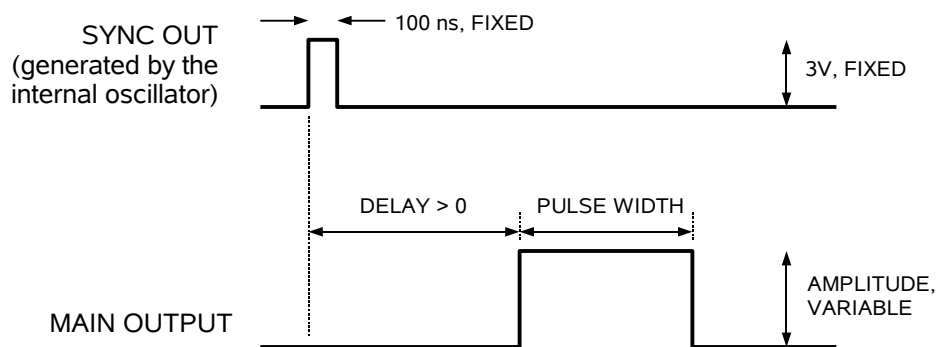 100 ns, FIXED
SYNC OUT
(generated by the
internal oscillator)
3V, FIXED
DELAY > 0
PULSE WIDTH
AMPLITUDE,
VARIABLE
MAIN OUTPUT